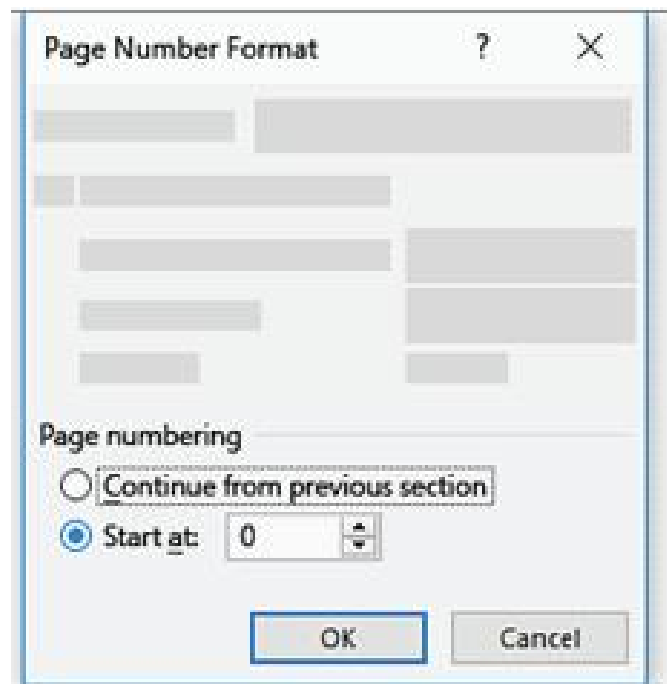 Page Number Format ?
Page numbering
Continue from previous section
Start at: 0
OK Cancel